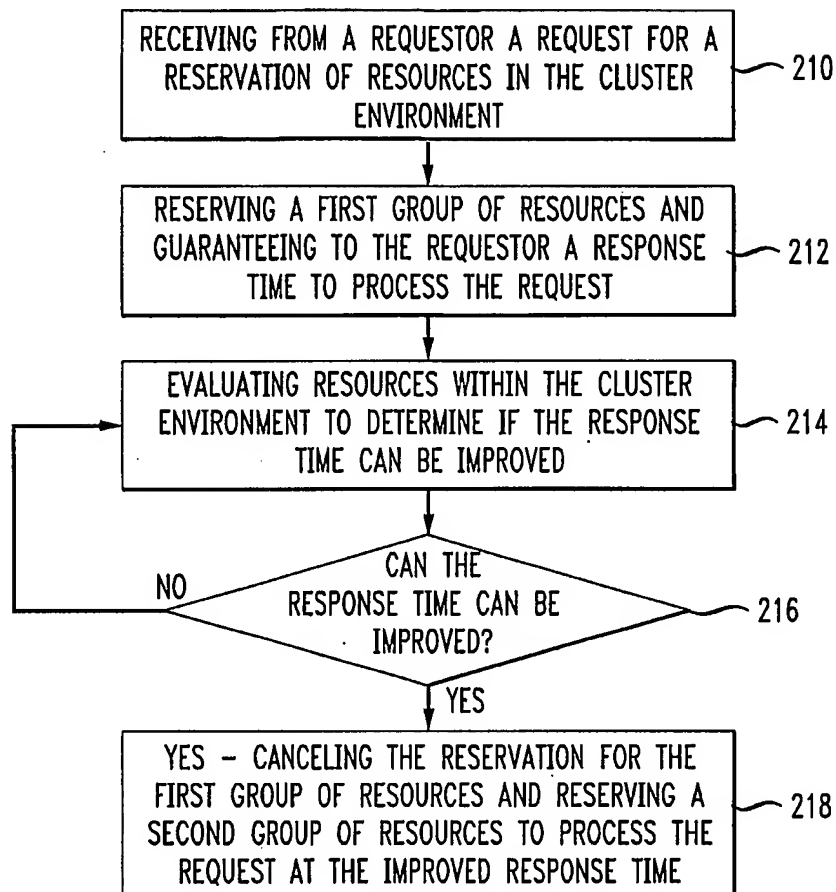 RECEIVING FROM A REQUESTOR A REQUEST FOR A
RESERVATION OF RESOURCES IN THE CLUSTER
ENVIRONMENT
210
RESERVING A FIRST GROUP OF RESOURCES AND
GUARANTEEING TO THE REQUESTOR A RESPONSE
TIME TO PROCESS THE REQUEST
212
EVALUATING RESOURCES WITHIN THE CLUSTER
ENVIRONMENT TO DETERMINE IF THE RESPONSE
TIME CAN BE IMPROVED
214
NO
CAN THE
RESPONSE TIME CAN BE
IMPROVED?
216
YES
YES – CANCELING THE RESERVATION FOR THE
FIRST GROUP OF RESOURCES AND RESERVING A
SECOND GROUP OF RESOURCES TO PROCESS THE
REQUEST AT THE IMPROVED RESPONSE TIME
218